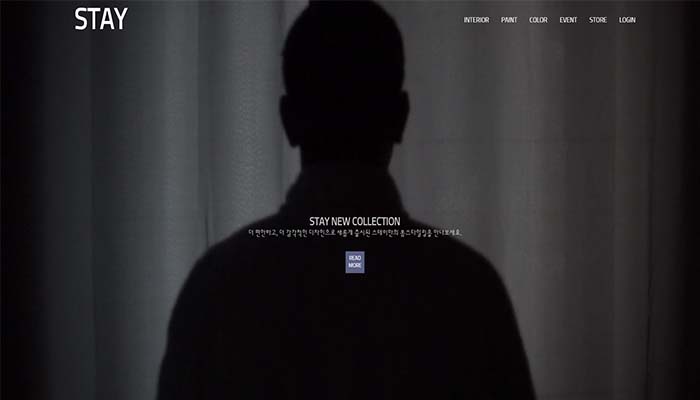 STAY
INTERIOR PAINT COLOR EVENT STORE LOGIN
STAY NEW COLLECTION
더 편안하고, 더 감각적인 디자인으로 새롭게 출시된 스테이만의 홈스타일링을 만나보세요.
READ
MORE